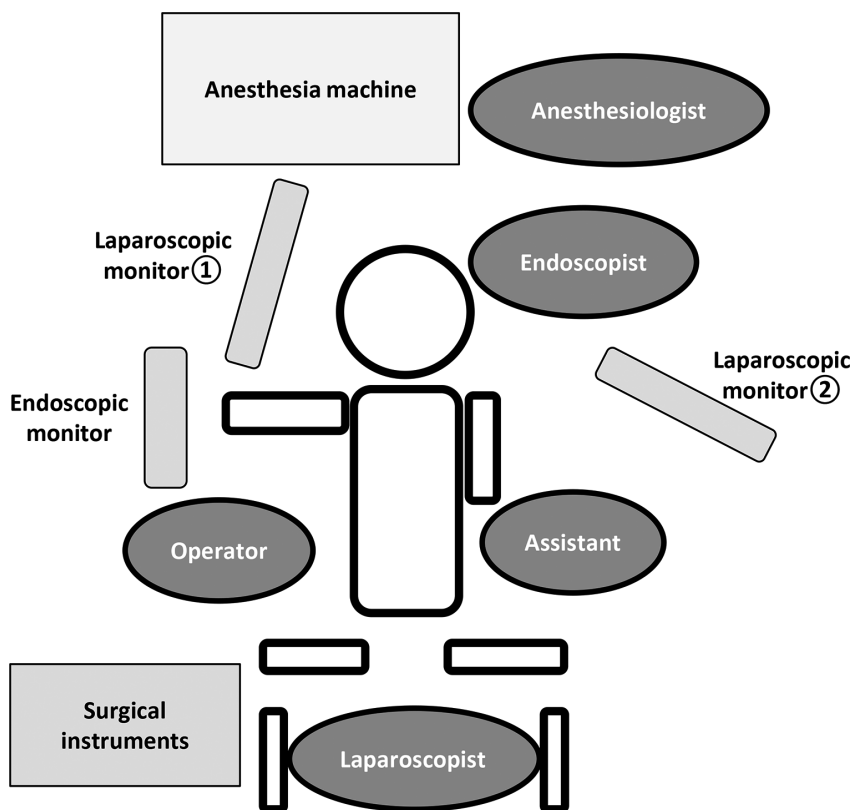 Anesthesia machine
Anesthesiologist
Laparoscopic
monitor①
Endoscopist
Laparoscopic
monitor②
Endoscopic
monitor
Operator
Assistant
Surgical
instruments
Laparoscopist